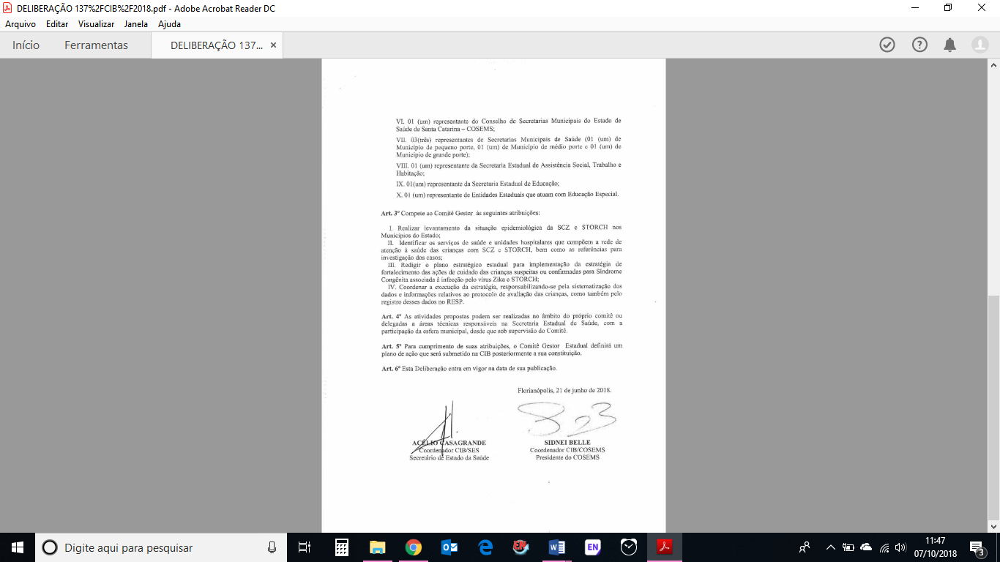 DELIBERAÇÃO 137%2FCIB%2F2018.pdf - Adobe Acrobat Reader DC
Arquivo Editar Visualizar Janela Ajuda
Início Ferramentas DELIBERAÇÃO 137... ×
VI. 01 (um) representante do Conselho de Secretarias Municipais do Estado de
Saúde de Santa Catarina – COSEMS;
VII. 03(três) representantes de Secretarias Municipais de Saúde (01 (um) de
Município de pequeno porte, 01 (um) de Município de médio porte e 01 (um) de
Município de grande porte);
VIII. 01 (um) representante da Secretaria Estadual de Assistência Social, Trabalho e
Habitação;
IX. 01(um) representante da Secretaria Estadual de Educação;
X. 01 (um) representante de Entidades Estaduais que atuam com Educação Especial.
Art. 3º Compete ao Comitê Gestor às seguintes atribuições:
I. Realizar levantamento da situação epidemiológica da SCZ e STORCH nos
Municípios do Estado;
II. Identificar os serviços de saúde e unidades hospitalares que compõem a rede de
atenção à saúde das crianças com SCZ e STORCH, bem como as referências para
investigação dos casos;
III. Redigir o plano estratégico estadual para implementação da estratégia de
fortalecimento das ações de cuidado das crianças suspeitas ou confirmadas para Síndrome
Congênita associada à infecção pelo vírus Zika e STORCH;
IV. Coordenar a execução da estratégia, responsabilizando-se pela sistematização dos
dados e informações relativos ao protocolo de avaliação das crianças, como também pelo
registro desses dados no RESP.
Art. 4º As atividades propostas podem ser realizadas no âmbito do próprio comitê ou
delegadas a áreas técnicas responsáveis na Secretaria Estadual de Saúde, com a
participação da esfera municipal, desde que sob supervisão do Comitê.
Art. 5º Para cumprimento de suas atribuições, o Comitê Gestor Estadual definirá um
plano de ação que será submetido na CIB posteriormente a sua constituição.
Art. 6º Esta Deliberação entra em vigor na data de sua publicação.
Florianópolis, 21 de junho de 2018.
ACÉLIO CASAGRANDE
Coordenador CIB/SES
Secretário de Estado da Saúde
SIDNEI BELLE
Coordenador CIB/COSEMS
Presidente do COSEMS
Digite aqui para pesquisar
EN
11:47
07/10/2018
3